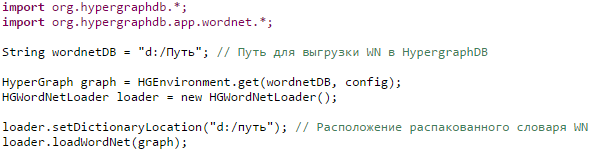 import org.hypergraphdb.*;
import org.hypergraphdb.app.wordnet.*;
String wordnetDB = "d:/Путь"; // Путь для выгрузки WN в HypergraphDB
HyperGraph graph = HGEnvironment.get(wordnetDB, config);
HGWordNetLoader loader = new HGWordNetLoader();
loader.setDictionaryLocation("d:/путь"); // Расположение распакованного словаря WN
loader.loadWordNet(graph);